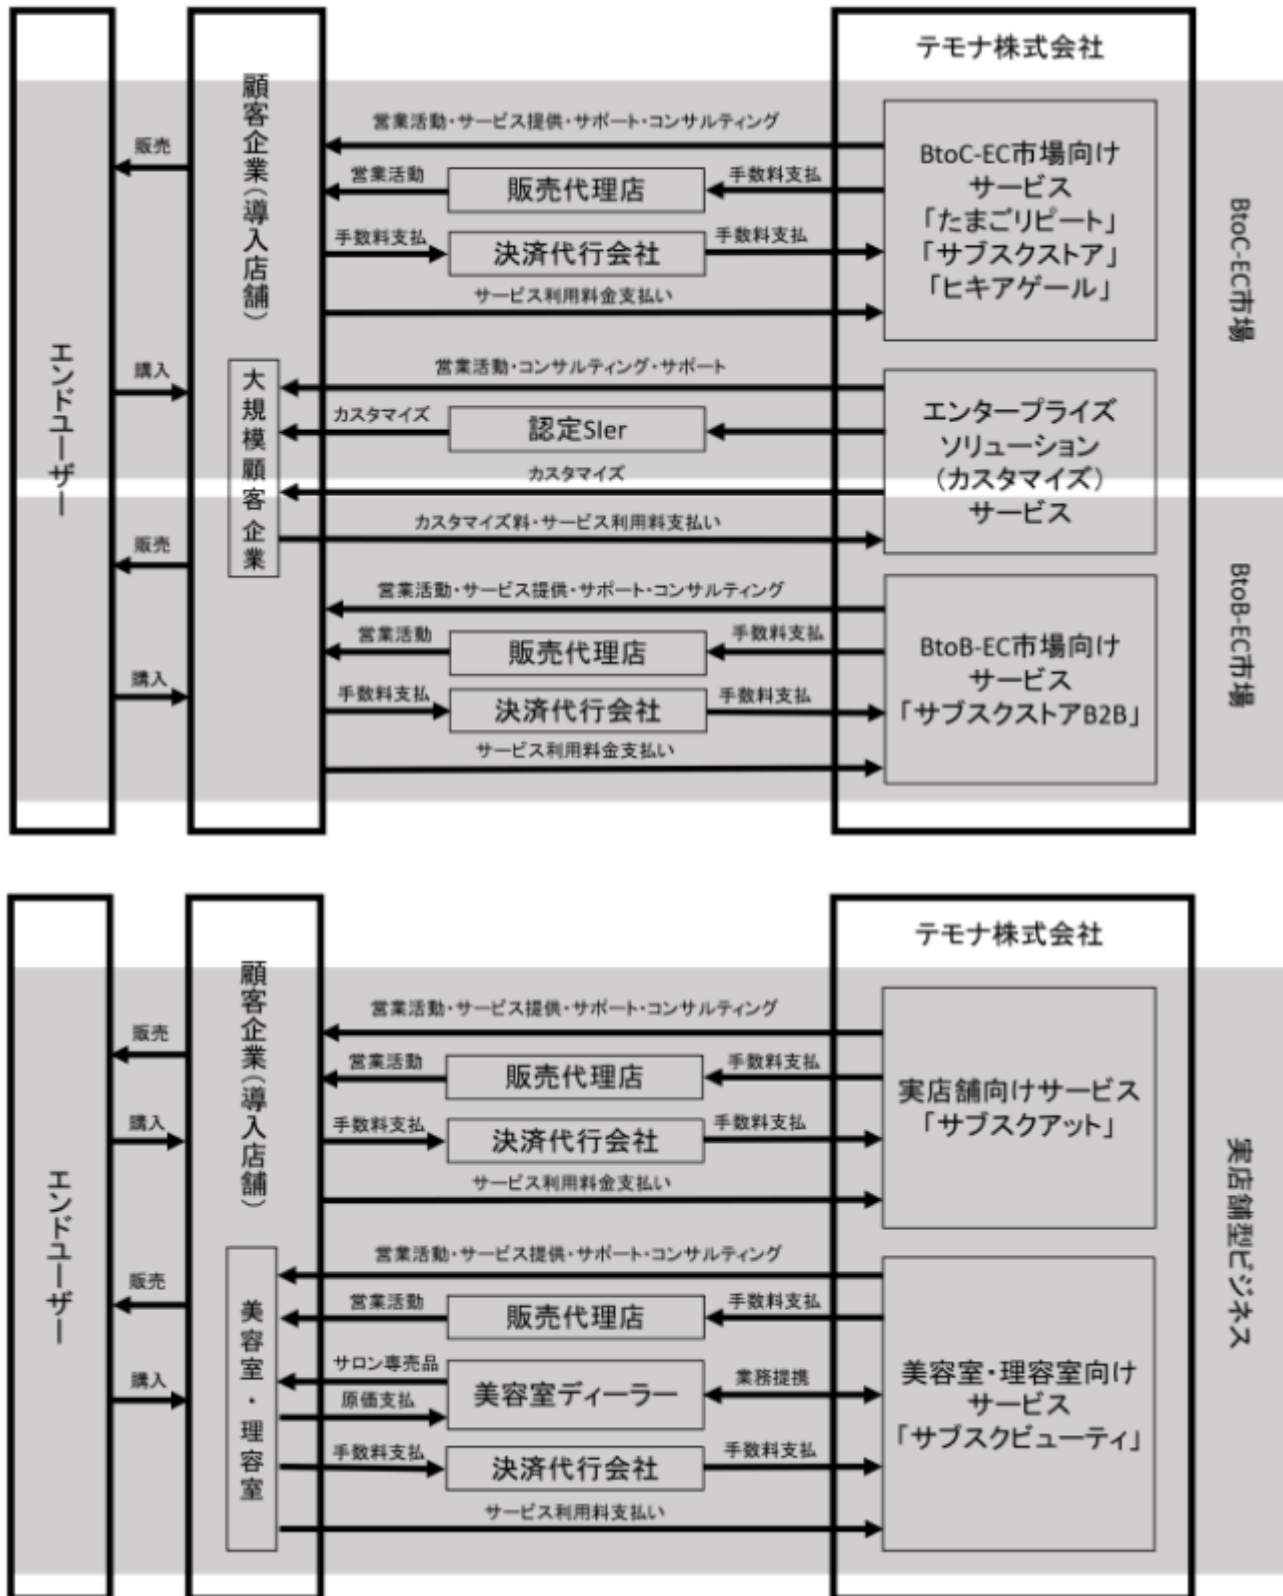 テモナ株式会社
顧客企業(導入店舗)
営業活動・サービス提供・サポート・コンサルティング
販売
BtoC-EC市場向け
サービス
「たまごリピート」
「サブスクストア」
「ヒキアゲール」
営業活動
販売代理店
手数料支払
手数料支払
決済代行会社
手数料支払
サービス利用料金支払い
BtoC-EC市場
エンドユーザー
購入
大規模顧客企業
営業活動・コンサルティング・サポート
カスタマイズ
認定SIer
カスタマイズ
カスタマイズ料・サービス利用料支払い
エンタープライズ
ソリューション
(カスタマイズ)
サービス
販売
営業活動・サービス提供・サポート・コンサルティング
営業活動
販売代理店
手数料支払
BtoB-EC市場向け
サービス
「サブスクストアB2B」
購入
手数料支払
決済代行会社
手数料支払
サービス利用料金支払い
BtoB-EC市場
テモナ株式会社
顧客企業(導入店舗)
営業活動・サービス提供・サポート・コンサルティング
販売
営業活動
販売代理店
手数料支払
実店舗向けサービス
「サブスクアット」
購入
手数料支払
決済代行会社
手数料支払
サービス利用料金支払い
実店舗型ビジネス
エンドユーザー
美容室・理容室
営業活動・サービス提供・サポート・コンサルティング
販売
営業活動
販売代理店
手数料支払
サロン専売品
美容室ディーラー
業務提携
原価支払
購入
美容室・理容室向け
サービス
「サブスクビューティ」
手数料支払
決済代行会社
手数料支払
サービス利用料支払い